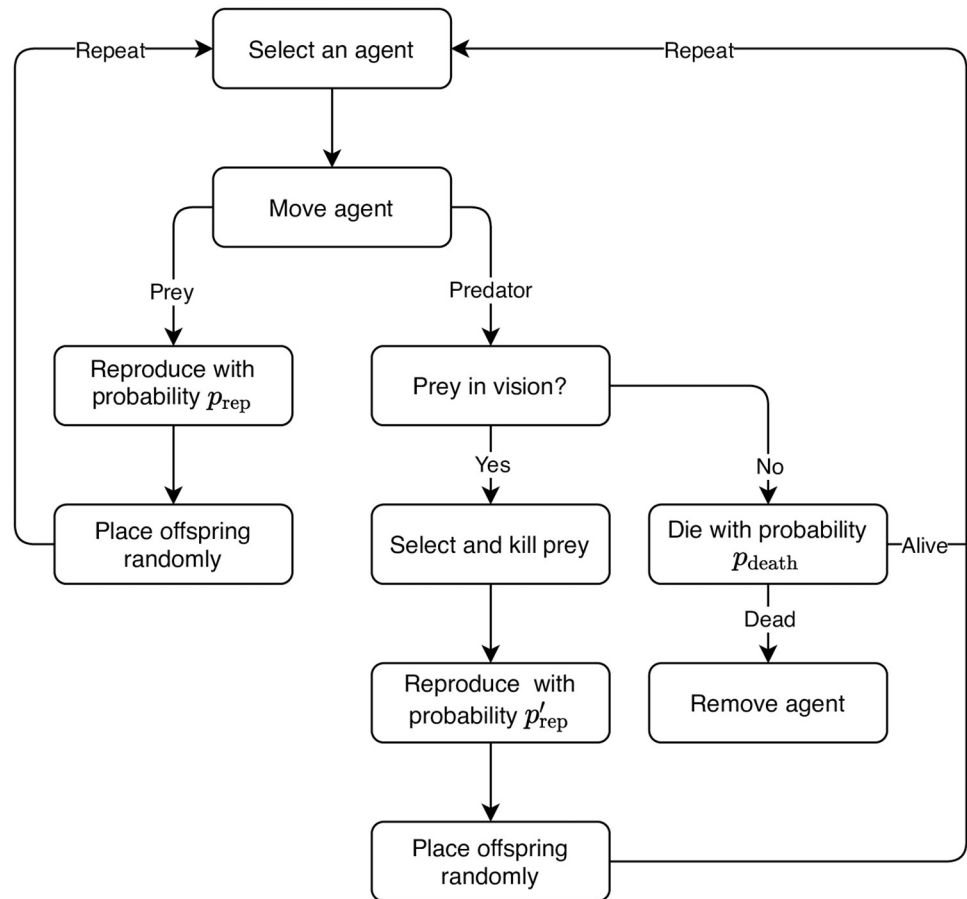 Repeat
Select an agent
Repeat
Move agent
Prey
Predator
Reproduce with
probability p_rep
Prey in vision?
Yes
No
Place offspring
randomly
Select and kill prey
Die with probability
p_death
Alive
Dead
Reproduce with
probability p′_rep
Remove agent
Place offspring
randomly